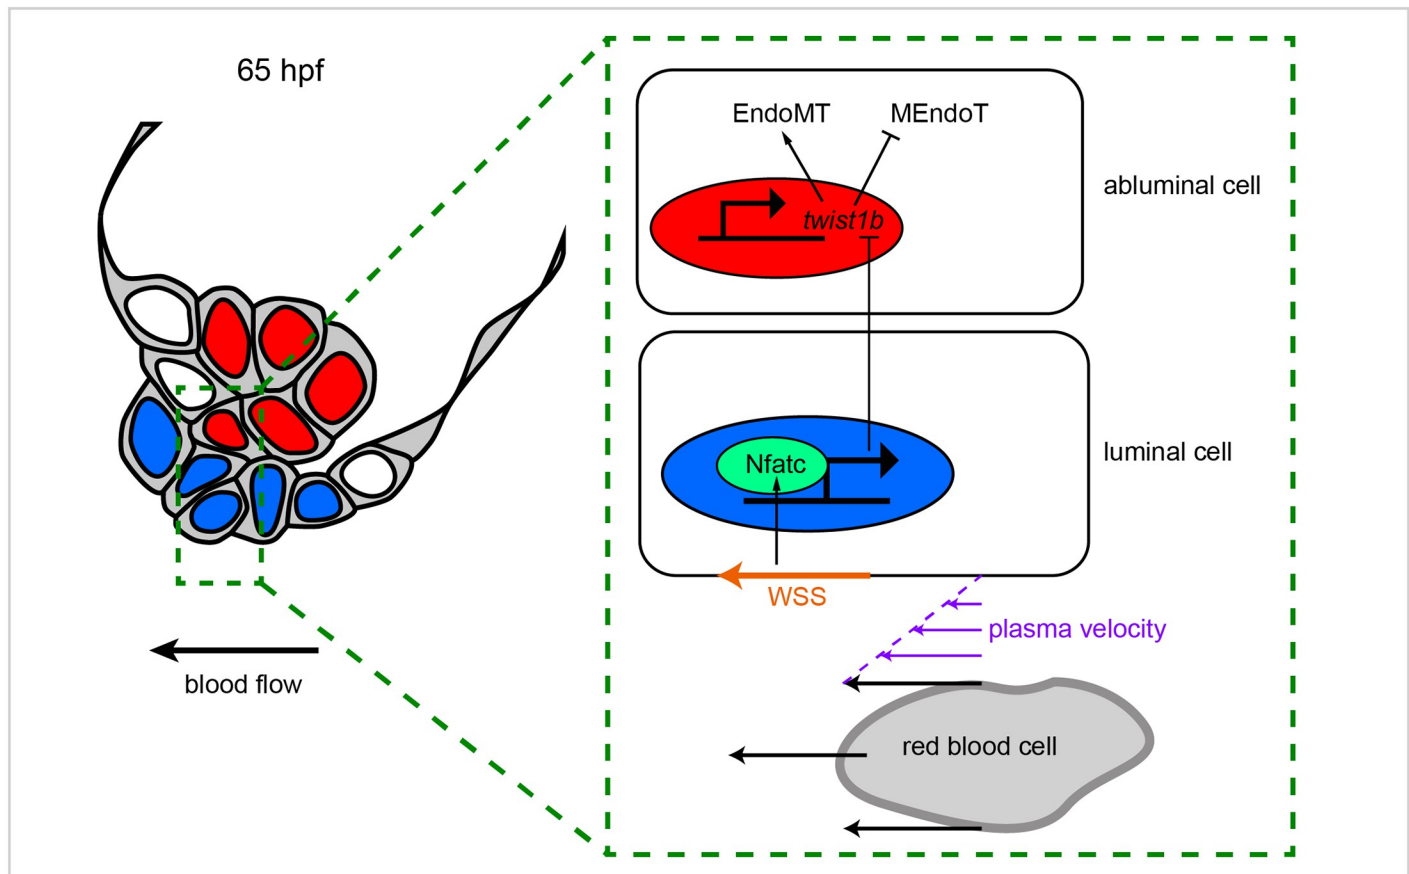 65 hpf
EndoMT
MEndoT
twist1b
abluminal cell
Nfatc
luminal cell
WSS
plasma velocity
blood flow
red blood cell